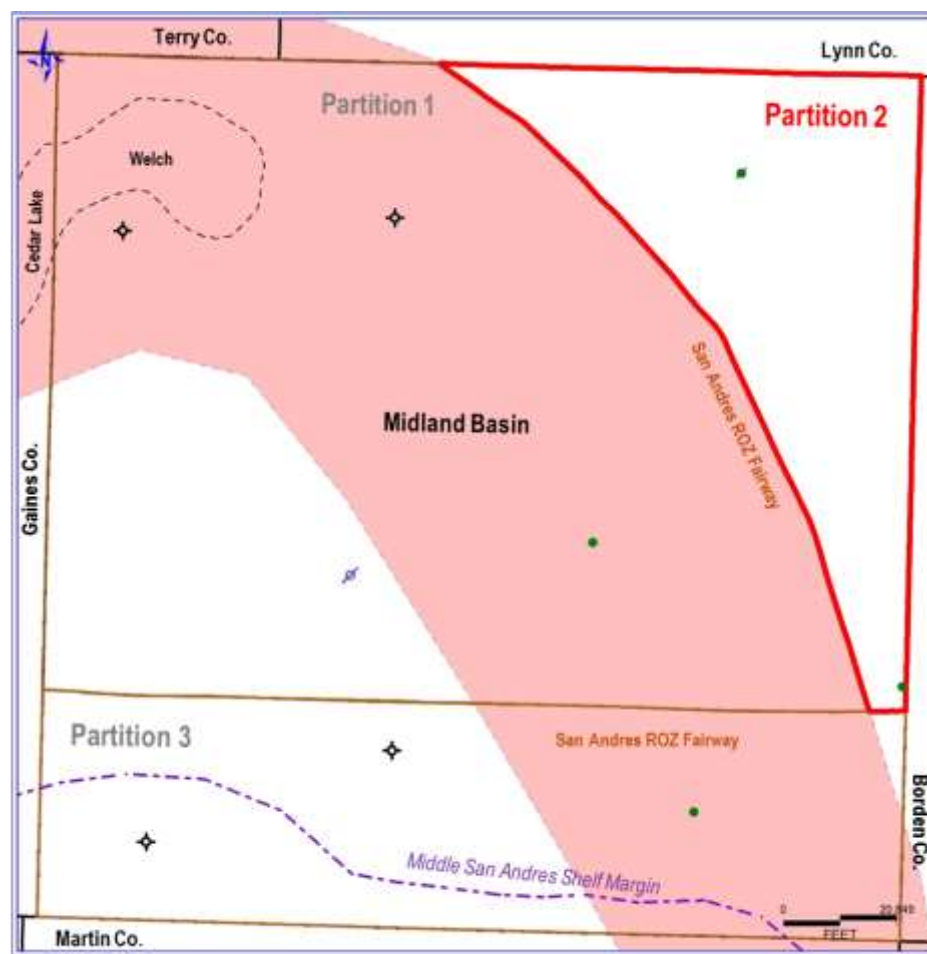 Terry Co.
Lynn Co.
Partition 1
Partition 2
Welch
Cedar Lake
San Andres ROZ Fairway
Midland Basin
Gaines Co.
Partition 3
San Andres ROZ Fairway
Borden Co.
Middle San Andres Shelf Margin
0
FEET
Martin Co.